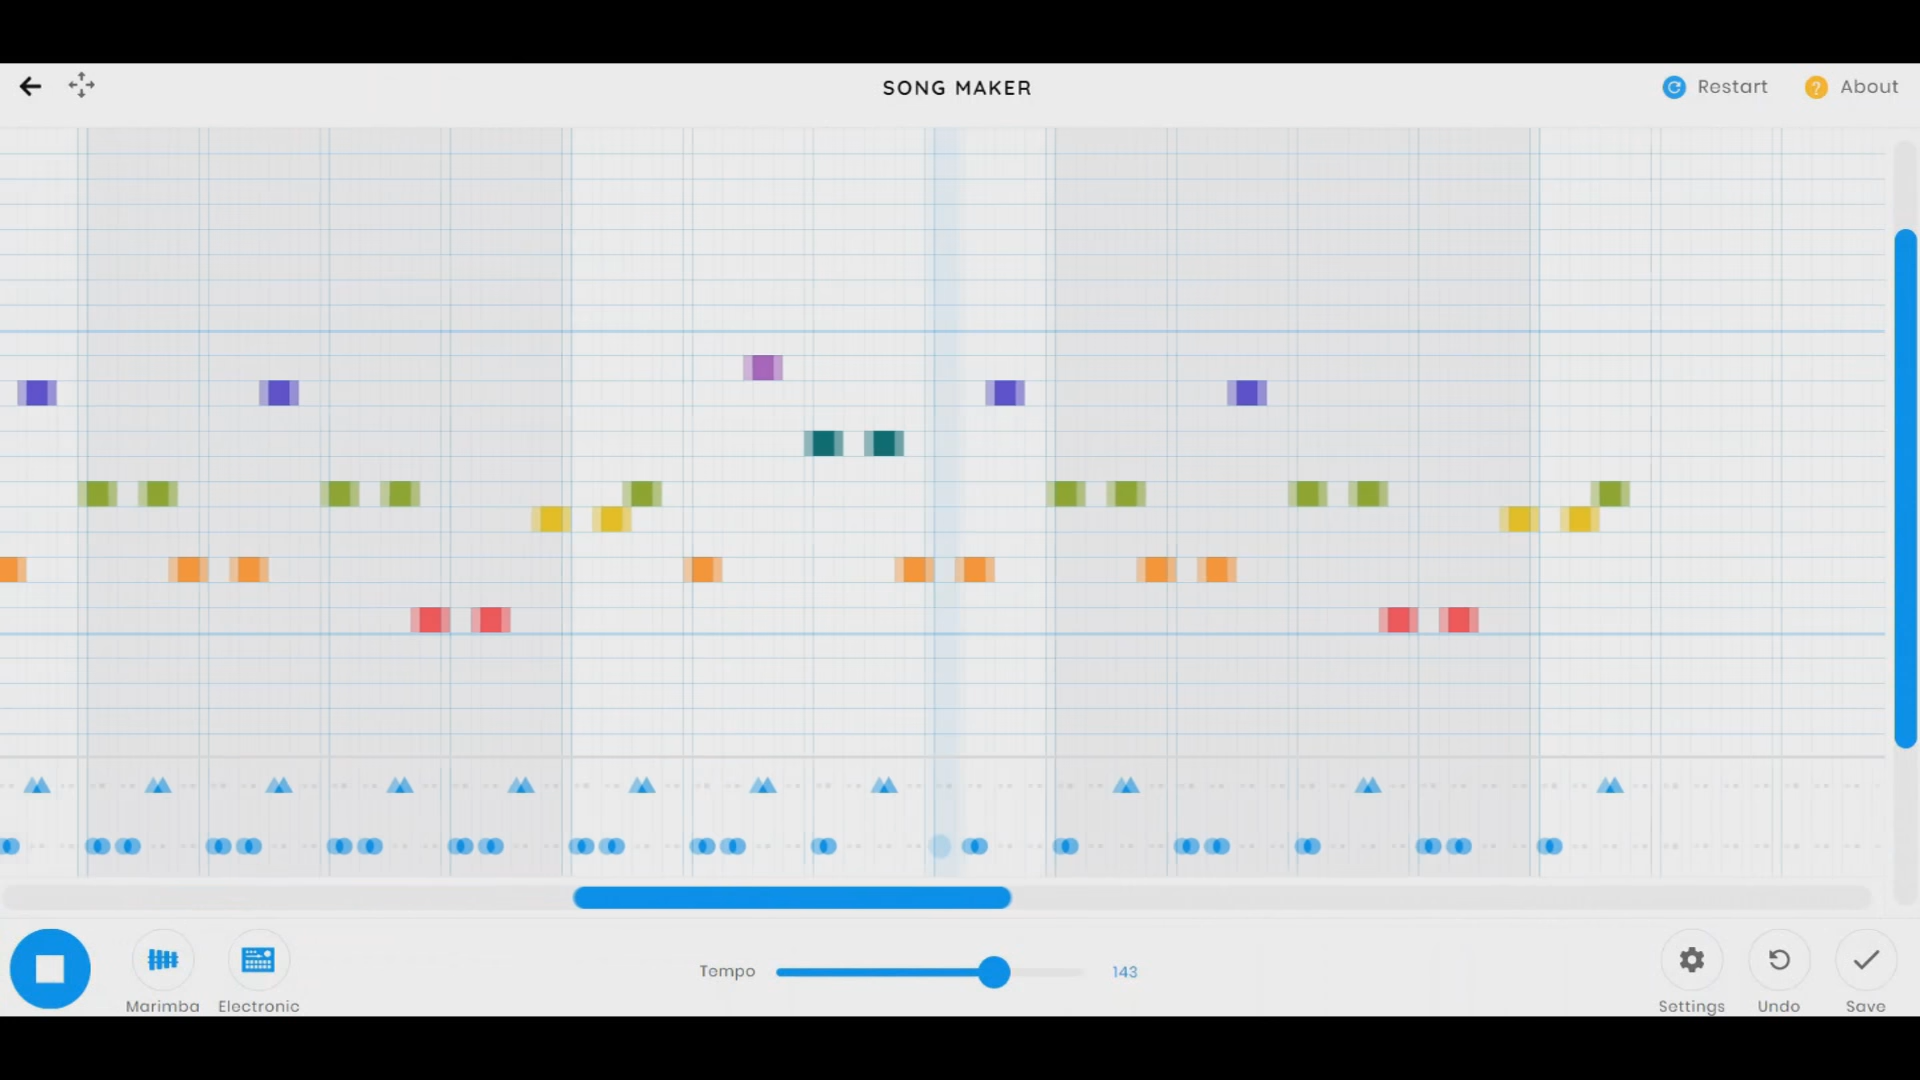 SONG MAKER
Restart
? About
Tempo
143
Marimba
Electronic
Settings
Undo
Save